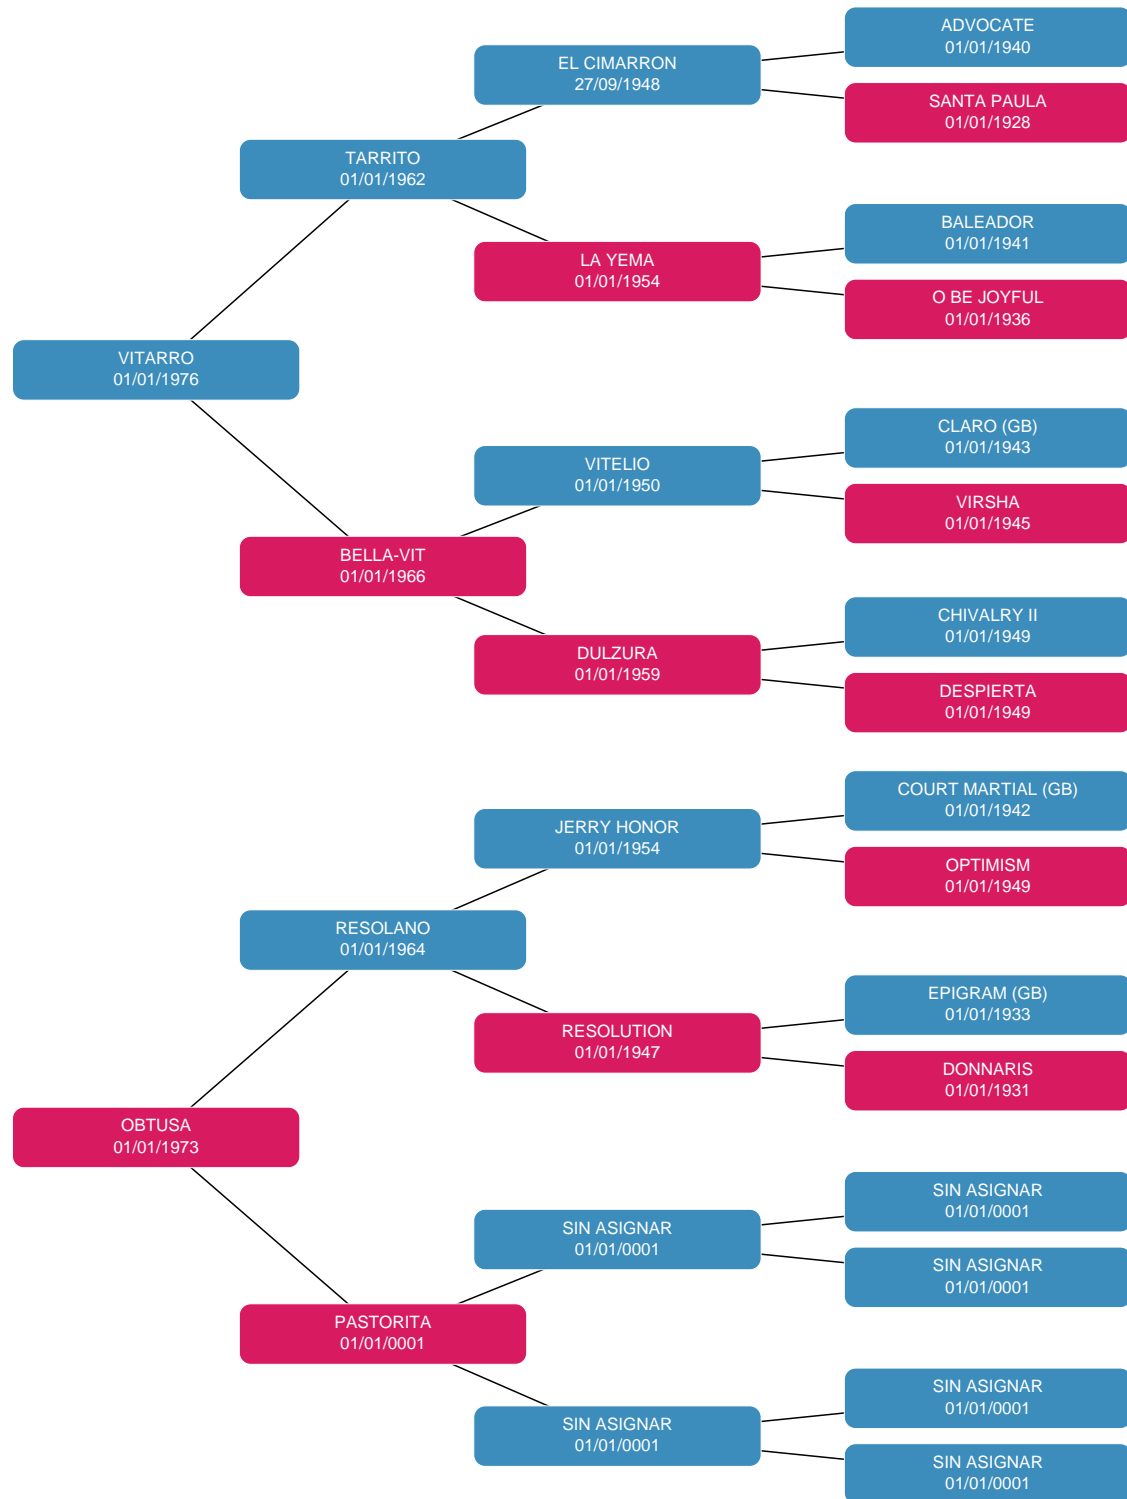 ADVOCATE
01/01/1940
EL CIMARRON
27/09/1948
SANTA PAULA
01/01/1928
TARRITO
01/01/1962
BALEADOR
01/01/1941
LA YEMA
01/01/1954
O BE JOYFUL
01/01/1936
VITARRO
01/01/1976
CLARO (GB)
01/01/1943
VITELIO
01/01/1950
VIRSHA
01/01/1945
BELLA-VIT
01/01/1966
CHIVALRY II
01/01/1949
DULZURA
01/01/1959
DESPIERTA
01/01/1949
COURT MARTIAL (GB)
01/01/1942
JERRY HONOR
01/01/1954
OPTIMISM
01/01/1949
RESOLANO
01/01/1964
EPIGRAM (GB)
01/01/1933
RESOLUTION
01/01/1947
DONNARIS
01/01/1931
OBTUSA
01/01/1973
SIN ASIGNAR
01/01/0001
SIN ASIGNAR
01/01/0001
SIN ASIGNAR
01/01/0001
PASTORITA
01/01/0001
SIN ASIGNAR
01/01/0001
SIN ASIGNAR
01/01/0001
SIN ASIGNAR
01/01/0001